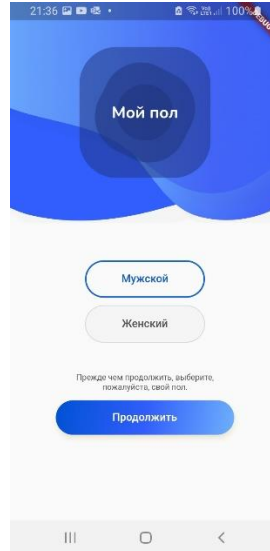 21:36
100%
Мой пол
Мужской
Женский
Прежде чем продолжить, выберите,
пожалуйста, свой пол.
Продолжить